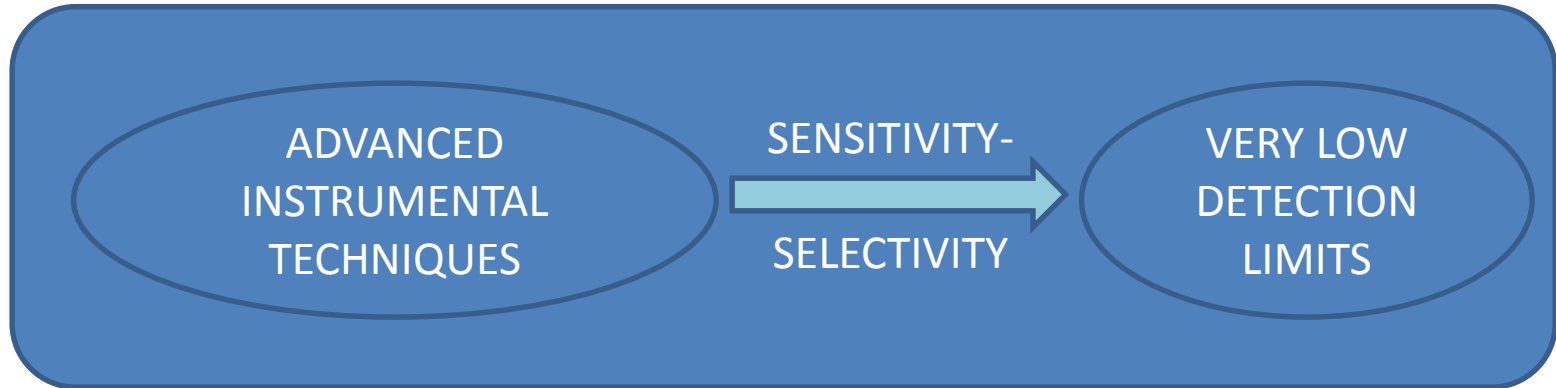 ADVANCED
INSTRUMENTAL
TECHNIQUES
SENSITIVITY-
SELECTIVITY
VERY LOW
DETECTION
LIMITS